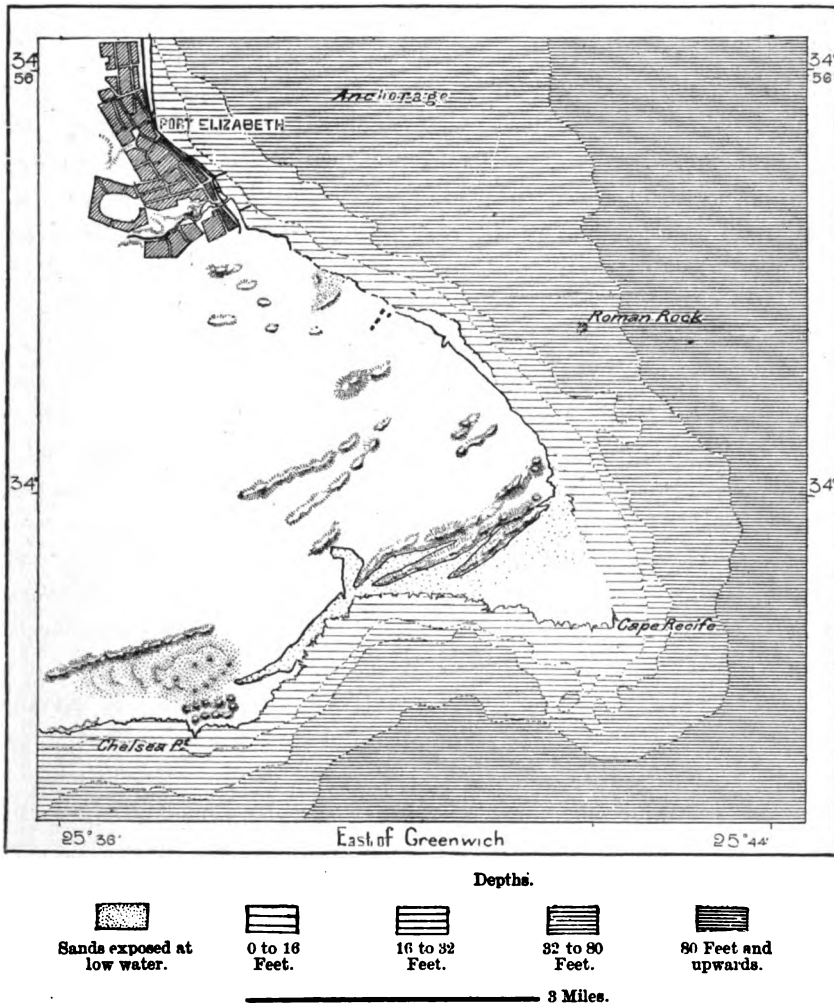 34°
56'
34°
56'
Anchorage
PORT ELIZABETH
Roman Rock
34°
34°
Cape Recife
Chelsea Pt.
25°36'
East of Greenwich
25°44'
Depths.
Sands exposed at
low water.
0 to 16
Feet.
16 to 32
Feet.
32 to 80
Feet.
80 Feet and
upwards.
3 Miles.